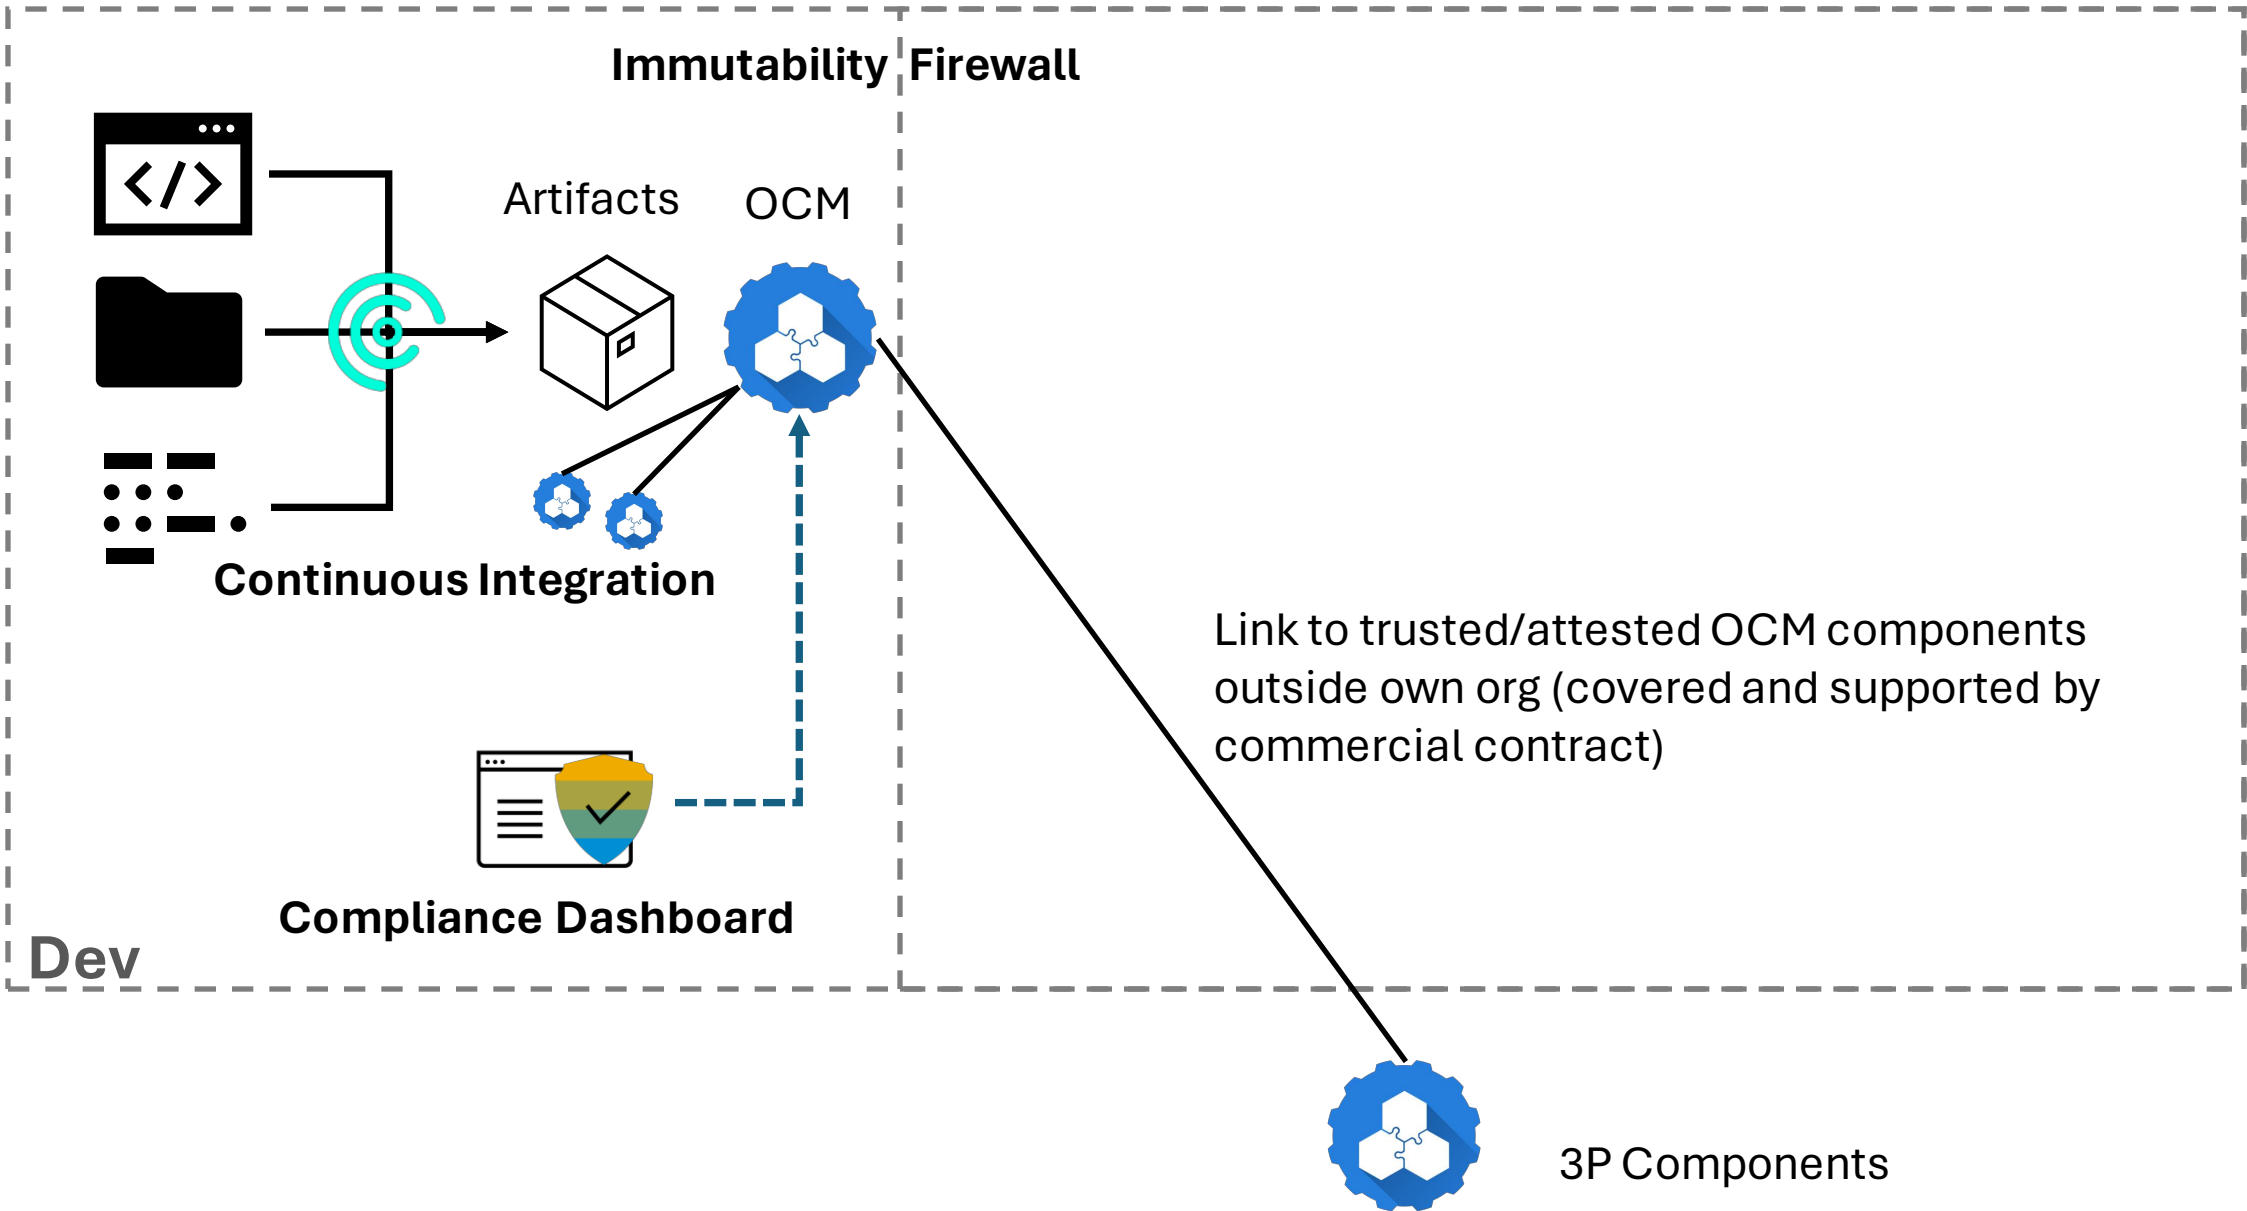 Immutability Firewall
Artifacts
OCM
Continuous Integration
Link to trusted/attested OCM components
outside own org (covered and supported by
commercial contract)
Compliance Dashboard
Dev
3P Components